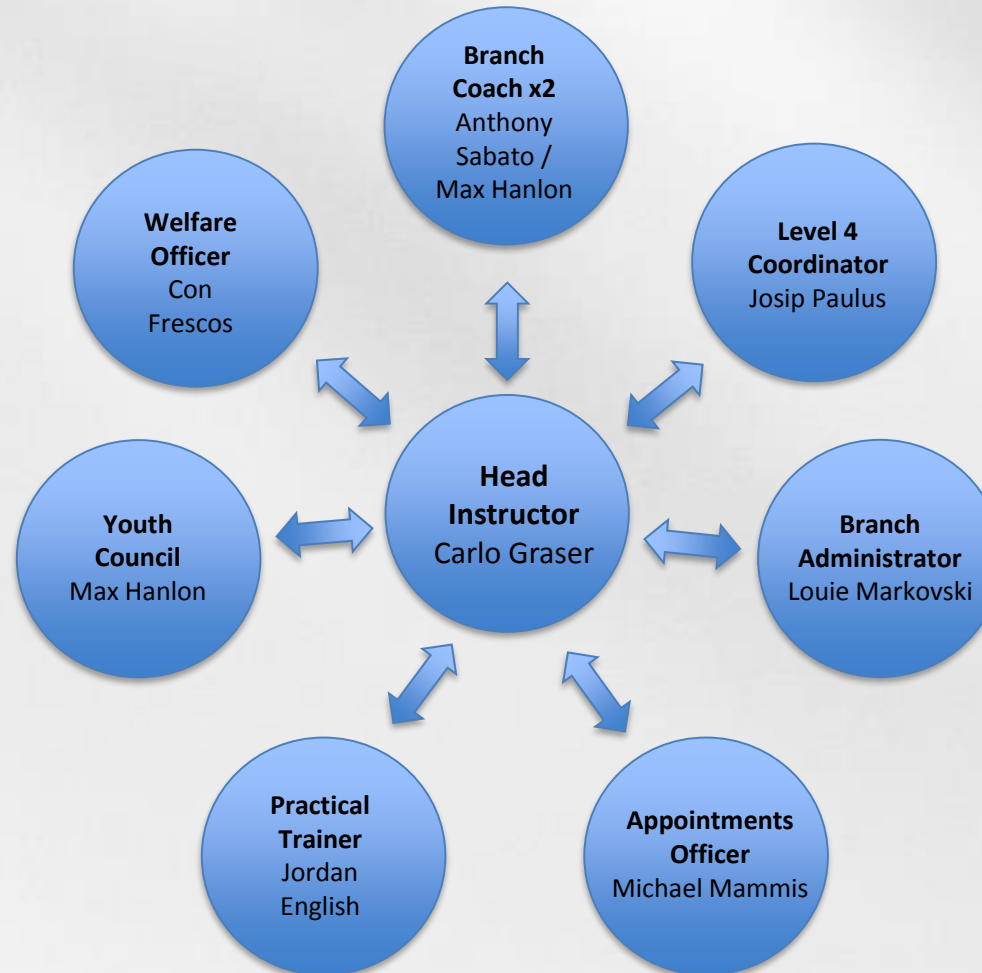 Branch
Coach x2
Anthony
Sabato /
Max Hanlon
Welfare
Officer
Con
Frescos
Level 4
Coordinator
Josip Paulus
Head
Instructor
Carlo Graser
Youth
Council
Max Hanlon
Branch
Administrator
Louie Markovski
Practical
Trainer
Jordan
English
Appointments
Officer
Michael Mammis